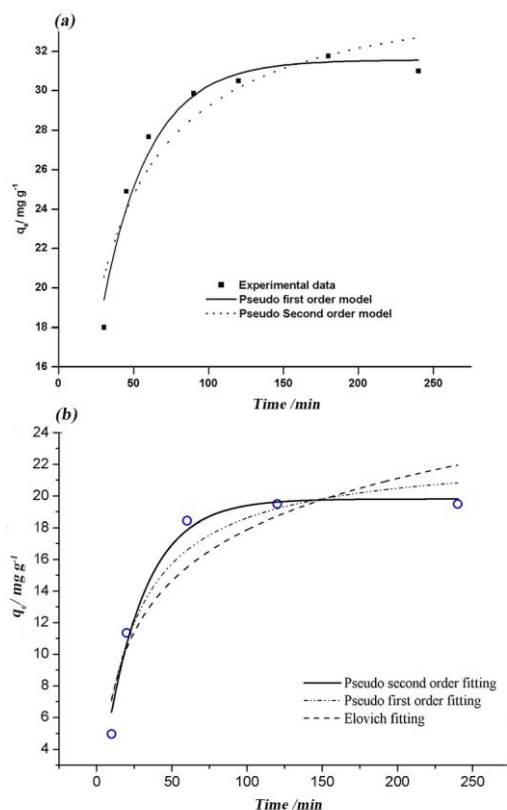 (a)
32
30
28
26
24
22
20
18
16
qₑ/ mg g⁻¹
Experimental data
Pseudo first order model
Pseudo Second order model
0 50 100 150 200 250
Time /min
(b)
24
22
20
18
16
14
12
10
8
6
4
qₑ/ mg g⁻¹
Pseudo second order fitting
Pseudo first order fitting
Elovich fitting
0 50 100 150 200 250
Time /min